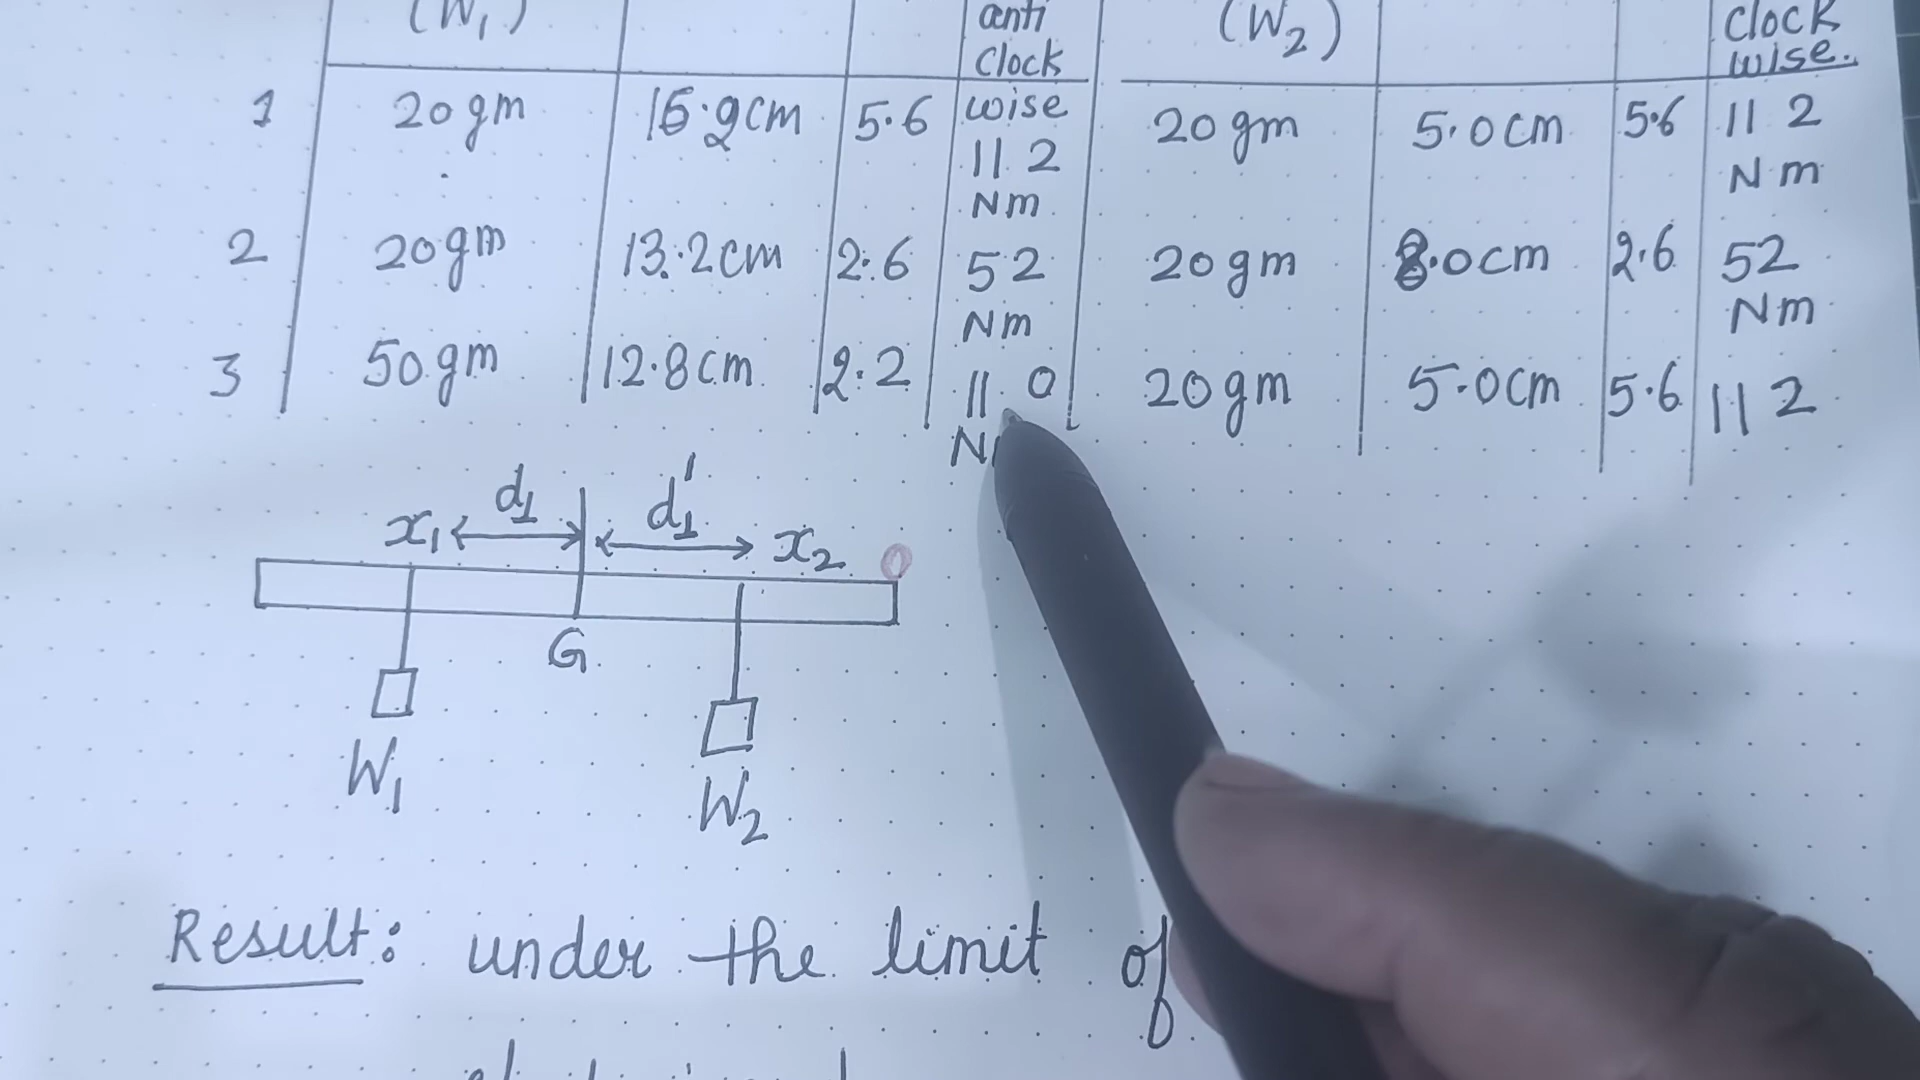 (W1) anti (W2) Clock
Clock wise.
1 20gm 16.2cm 5.6 wise 20gm 5.0cm 5.6 11 2
11 2 Nm
Nm
2 20gm 13.2cm 2.6 52 20gm 8.0cm 2.6 52
Nm Nm
3 50gm 12.8cm 2.2 11.0 20gm 5.0cm 5.6 11 2
d1 d1'
x1 x2 0
G
W1
W2
Result: under the limit of